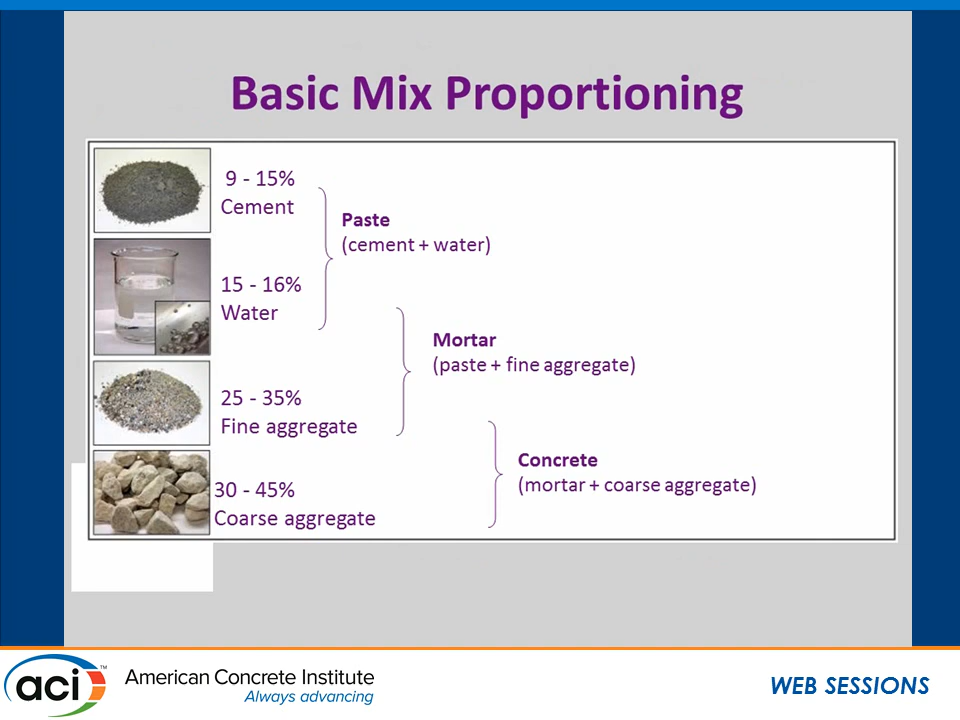 Basic Mix Proportioning
9 - 15%
Cement
Paste
(cement + water)
15 - 16%
Water
Mortar
(paste + fine aggregate)
25 - 35%
Fine aggregate
Concrete
(mortar + coarse aggregate)
30 - 45%
Coarse aggregate
aci™
American Concrete Institute
Always advancing
WEB SESSIONS